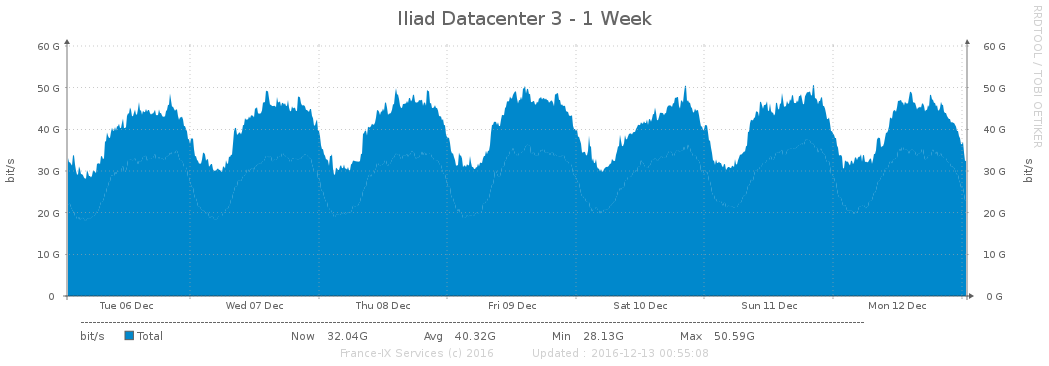 Iliad Datacenter 3 - 1 Week
RRDTOOL / TOBI OETIKER
60 G 60 G
50 G 50 G
40 G 40 G
30 G 30 G
20 G 20 G
10 G 10 G
0 0 G
bit/s bit/s
Tue 06 Dec Wed 07 Dec Thu 08 Dec Fri 09 Dec Sat 10 Dec Sun 11 Dec Mon 12 Dec
bit/s Total Now 32.04G Avg 40.32G Min 28.13G Max 50.59G
France-IX Services (c) 2016 Updated : 2016-12-13 00:55:08